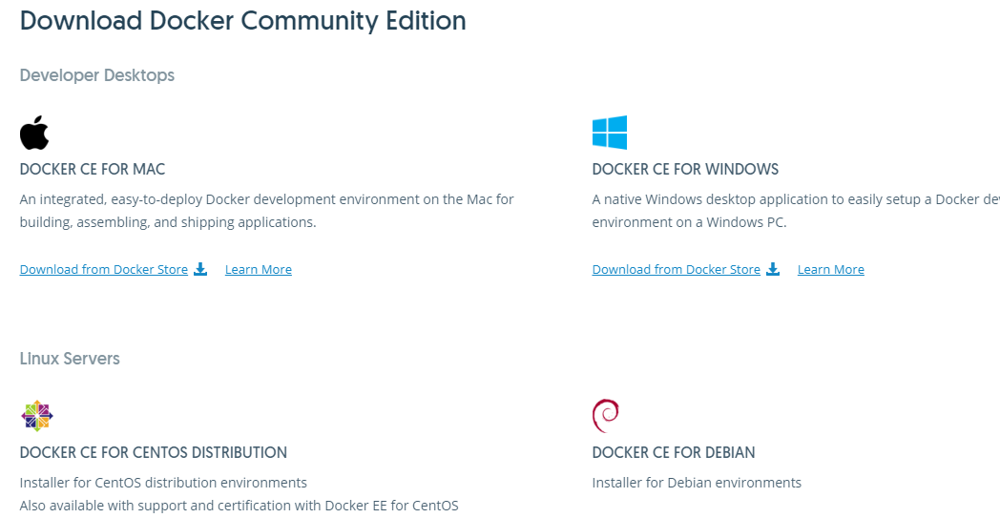 Download Docker Community Edition
Developer Desktops
DOCKER CE FOR MAC
An integrated, easy-to-deploy Docker development environment on the Mac for
building, assembling, and shipping applications.
Download from Docker Store Learn More
DOCKER CE FOR WINDOWS
A native Windows desktop application to easily setup a Docker
environment on a Windows PC.
Download from Docker Store Learn More
Linux Servers
DOCKER CE FOR CENTOS DISTRIBUTION
Installer for CentOS distribution environments
Also available with support and certification with Docker EE for CentOS
DOCKER CE FOR DEBIAN
Installer for Debian environments